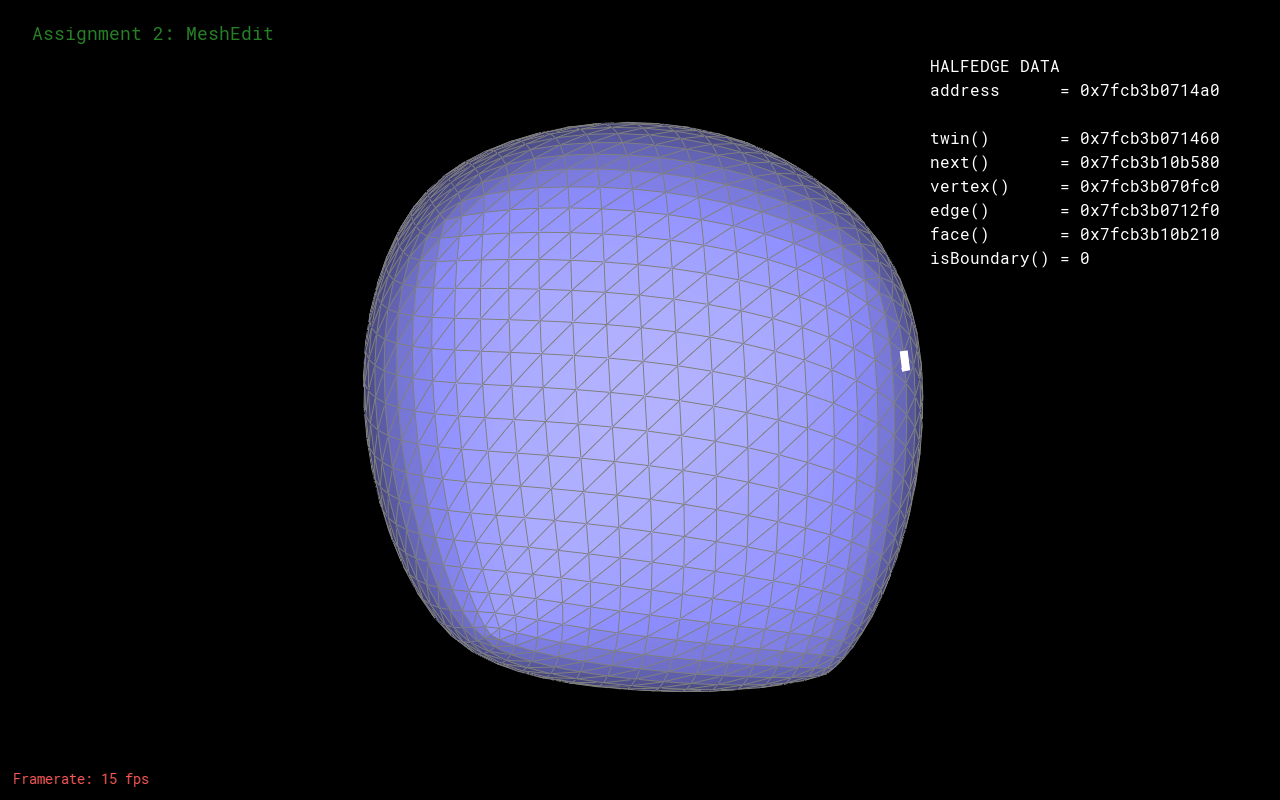 Assignment 2: MeshEdit
HALFEDGE DATA
address      = 0x7fcb3b0714a0
twin()       = 0x7fcb3b071460
next()       = 0x7fcb3b10b580
vertex()     = 0x7fcb3b070fc0
edge()       = 0x7fcb3b0712f0
face()       = 0x7fcb3b10b210
isBoundary() = 0
Framerate: 15 fps